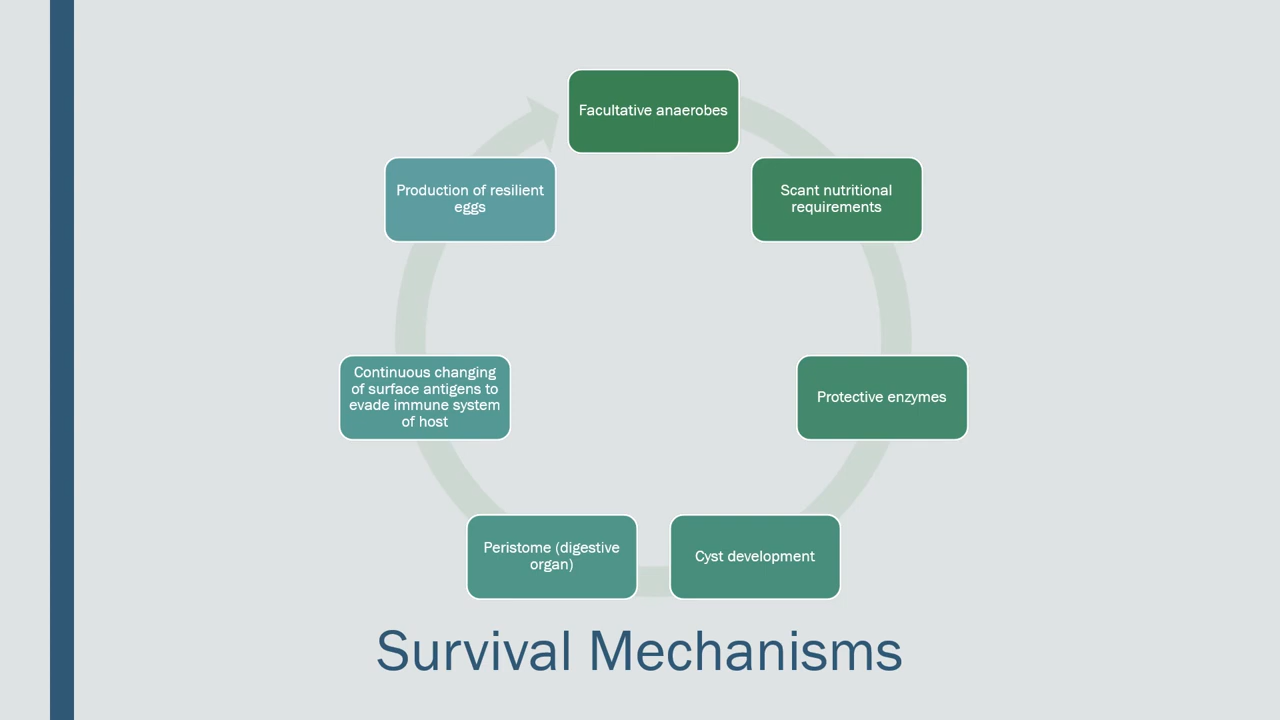 Facultative anaerobes
Scant nutritional
requirements
Protective enzymes
Cyst development
Peristome (digestive
organ)
Continuous changing
of surface antigens to
evade immune system
of host
Production of resilient
eggs
Survival Mechanisms